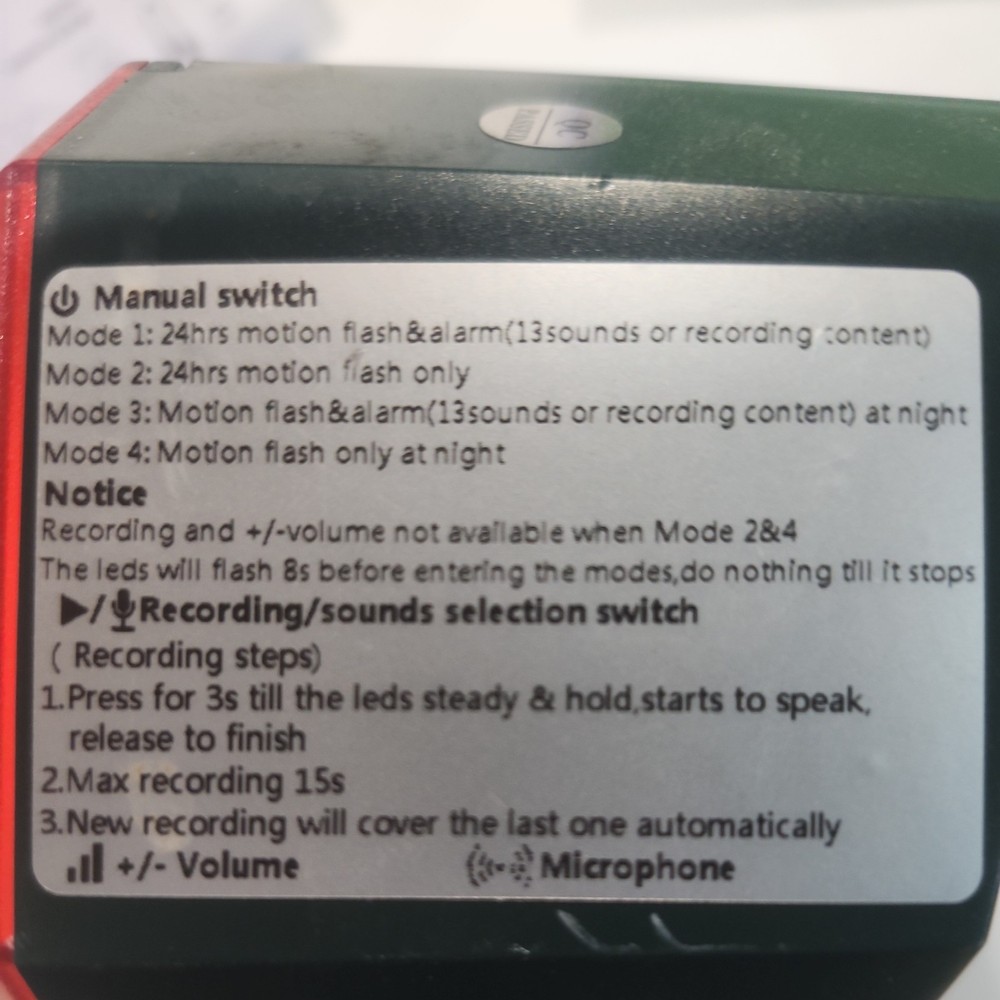 QC
PASSED
Manual switch
Mode 1: 24hrs motion flash&alarm(13sounds or recording content)
Mode 2: 24hrs motion flash only
Mode 3: Motion flash&alarm(13sounds or recording content) at night
Mode 4: Motion flash only at night
Notice
Recording and +/-volume not available when Mode 2&4
The leds will flash 8s before entering the modes,do nothing till it stops
/ Recording/sounds selection switch
( Recording steps)
1.Press for 3s till the leds steady & hold,starts to speak,
release to finish
2.Max recording 15s
3.New recording will cover the last one automatically
+/- Volume Microphone